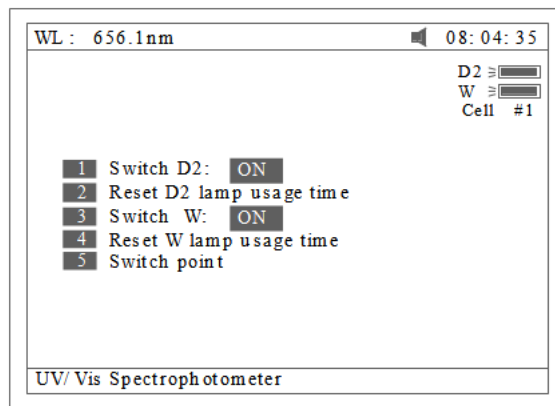 WL: 656.1nm 08:04:35
D2
W
Cell #1
1 Switch D2: ON
2 Reset D2 lamp usage time
3 Switch W: ON
4 Reset W lamp usage time
5 Switch point
UV/Vis Spectrophotometer